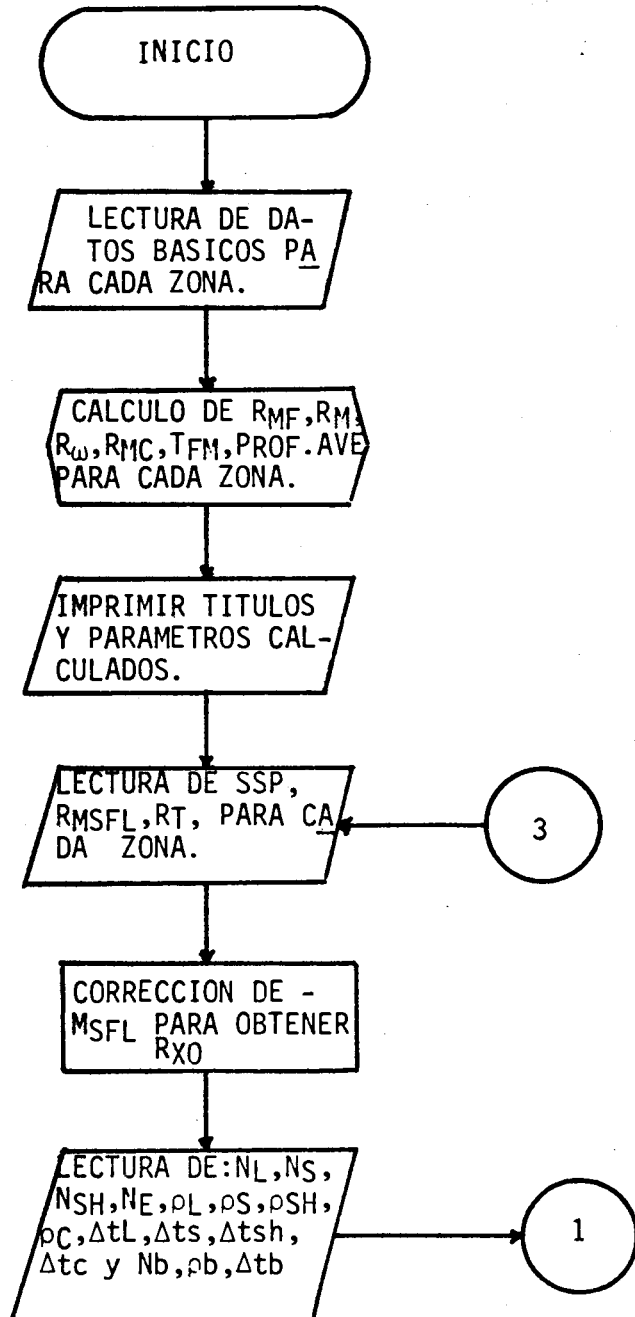 INICIO
LECTURA DE DA-
TOS BASICOS PA
RA CADA ZONA.
CALCULO DE RMF,RM,
Rω,RMC,TFM,PROF.AVE
PARA CADA ZONA.
IMPRIMIR TITULOS
Y PARAMETROS CAL-
CULADOS.
LECTURA DE SSP,
RMSFL,RT, PARA CA
DA ZONA.
3
CORRECCION DE -
MSFL PARA OBTENER
RXO
LECTURA DE:NL,NS,
NSH,NE,ρL,ρS,ρSH,
ρC,ΔtL,Δts,Δtsh,
Δtc y Nb,ρb,Δtb
1